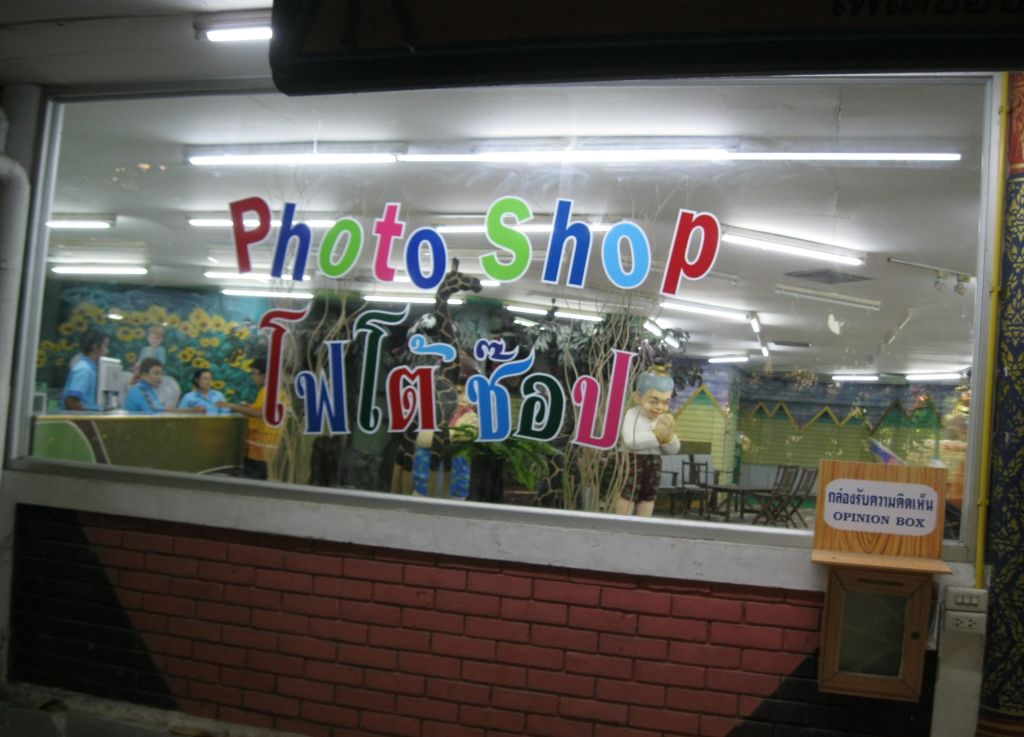 Photo Shop
โฟโต้ ช๊อป
กล่องรับความคิดเห็น
OPINION BOX